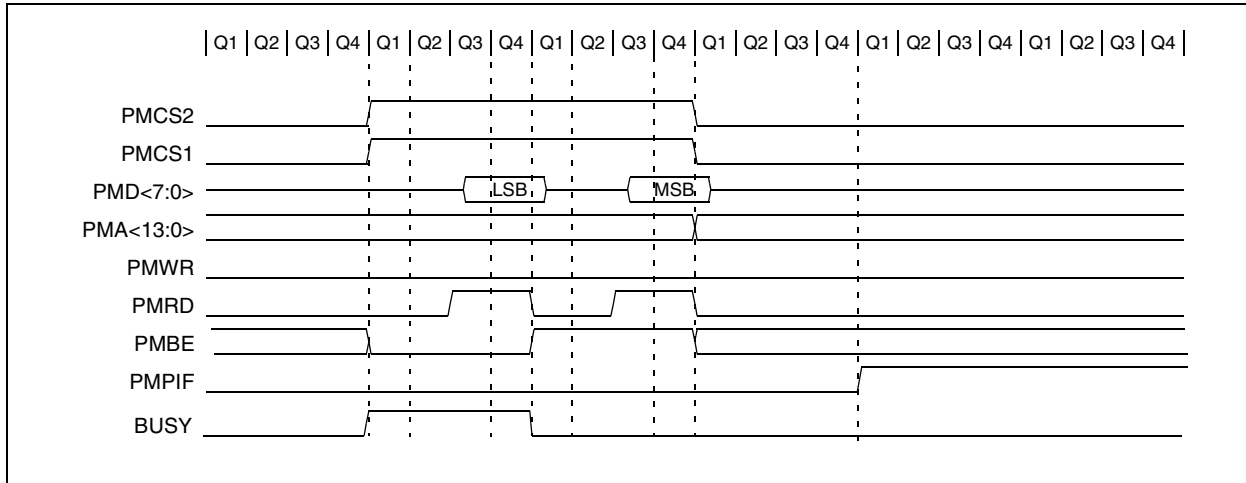 Q1 Q2 Q3 Q4 Q1 Q2 Q3 Q4 Q1 Q2 Q3 Q4 Q1 Q2 Q3 Q4 Q1 Q2 Q3 Q4 Q1 Q2 Q3 Q4
PMCS2
PMCS1
PMD<7:0> LSB MSB
PMA<13:0>
PMWR
PMRD
PMBE
PMPIF
BUSY